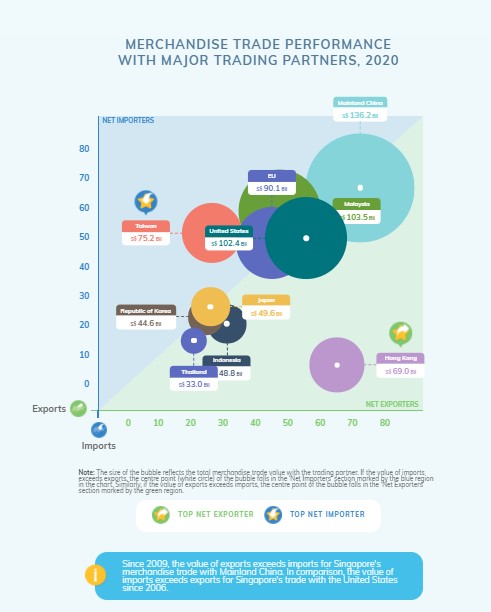 MERCHANDISE TRADE PERFORMANCE
WITH MAJOR TRADING PARTNERS, 2020
Mainland China
S$ 136.2 BN
NET IMPORTERS
80
70
60
50
40
30
20
10
0
EU
S$ 90.1 BN
Malaysia
S$ 103.5 BN
Taiwan
S$ 75.2 BN
United States
S$ 102.4 BN
Japan
S$ 49.6 BN
Republic of Korea
S$ 44.6 BN
Indonesia
48.8 BN
Thailand
S$ 33.0 BN
Hong Kong
S$ 69.0 BN
NET EXPORTERS
Exports
0 10 20 30 40 50 60 70 80
Imports
Note: The size of the bubble reflects the total merchandise trade value with the trading partner. If the value of imports
exceeds exports, the centre point (white circle) of the bubble falls in the 'Net Importers' section marked by the blue region
in the chart. Similarly, if the value of exports exceeds imports, the centre point of the bubble falls in the 'Net Exporters'
section marked by the green region.
TOP NET EXPORTER TOP NET IMPORTER
i
Since 2009, the value of exports exceeds imports for Singapore's
merchandise trade with Mainland China. In comparison, the value of
imports exceeds exports for Singapore's trade with the United States
since 2006.